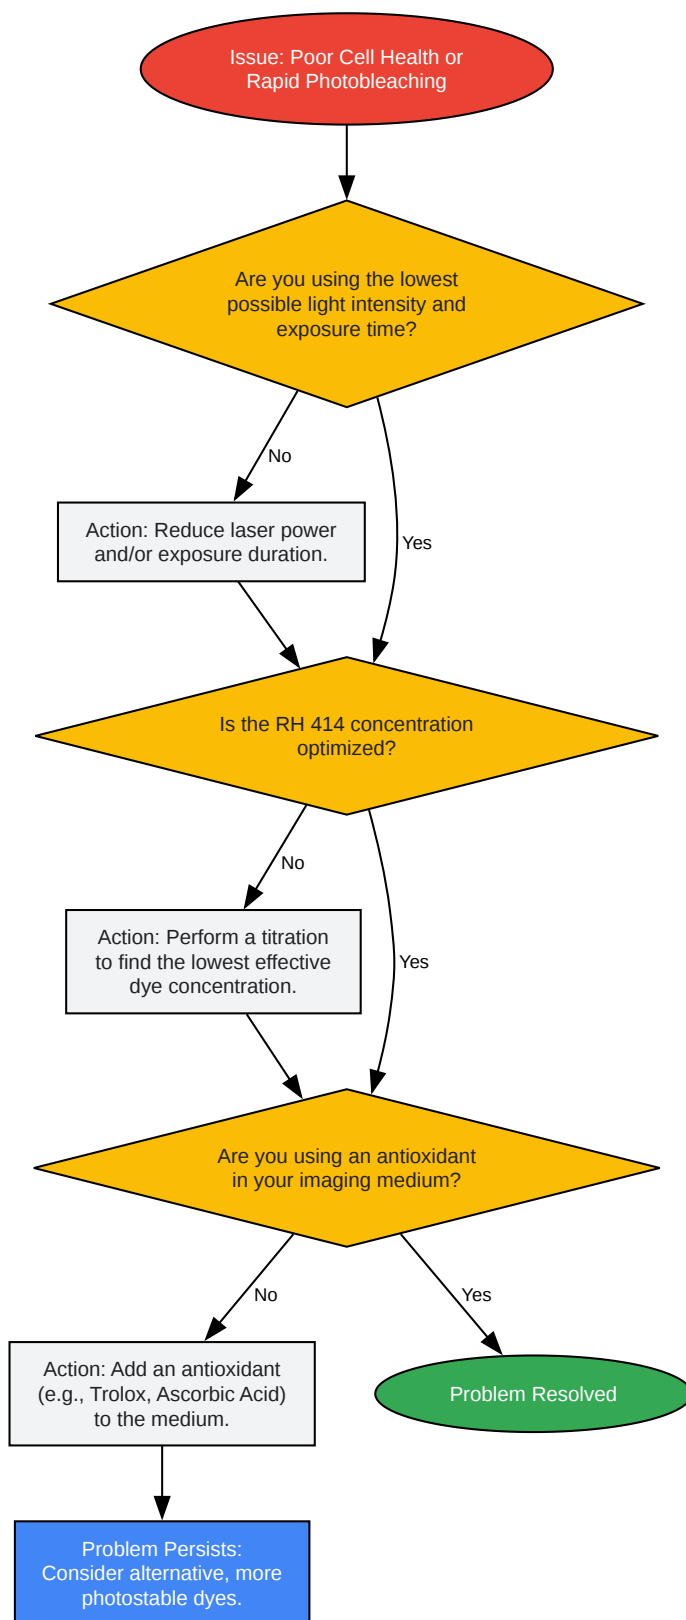 Issue: Poor Cell Health or
Rapid Photobleaching
Are you using the lowest
possible light intensity and
exposure time?
No
Yes
Action: Reduce laser power
and/or exposure duration.
Is the RH 414 concentration
optimized?
No
Yes
Action: Perform a titration
to find the lowest effective
dye concentration.
Are you using an antioxidant
in your imaging medium?
No
Yes
Action: Add an antioxidant
(e.g., Trolox, Ascorbic Acid)
to the medium.
Problem Resolved
Problem Persists:
Consider alternative, more
photostable dyes.